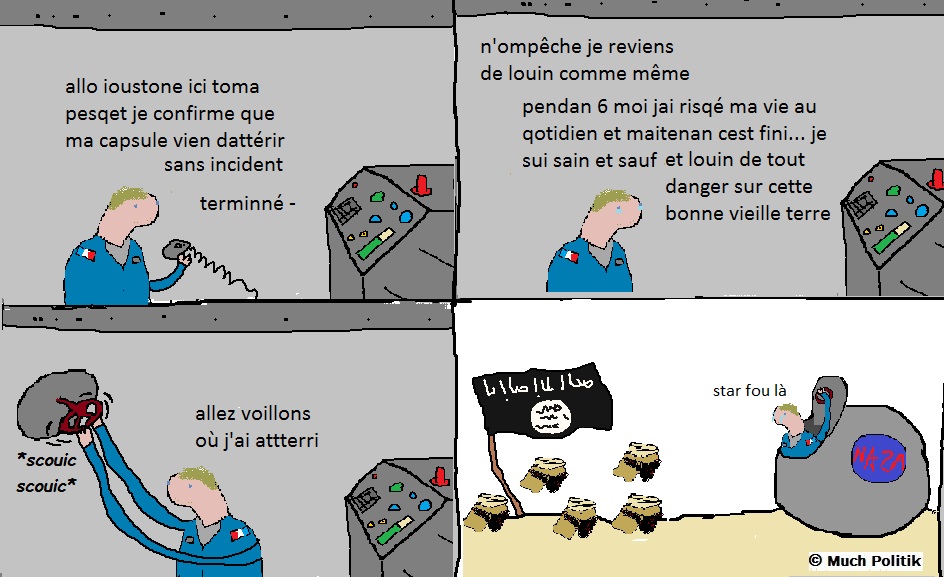 allo ioustone ici toma
pesqet je confirme que
ma capsule vien dattérir
sans incident
terminné -
n'ompêche je reviens
de louin comme même
pendan 6 moi jai risqé ma vie au
qotidien et maitenan cest fini... je
sui sain et sauf et louin de tout
danger sur cette
bonne vieille terre
*scouic
scouic*
allez voillons
où j'ai attterri
star fou là
© Much Politik